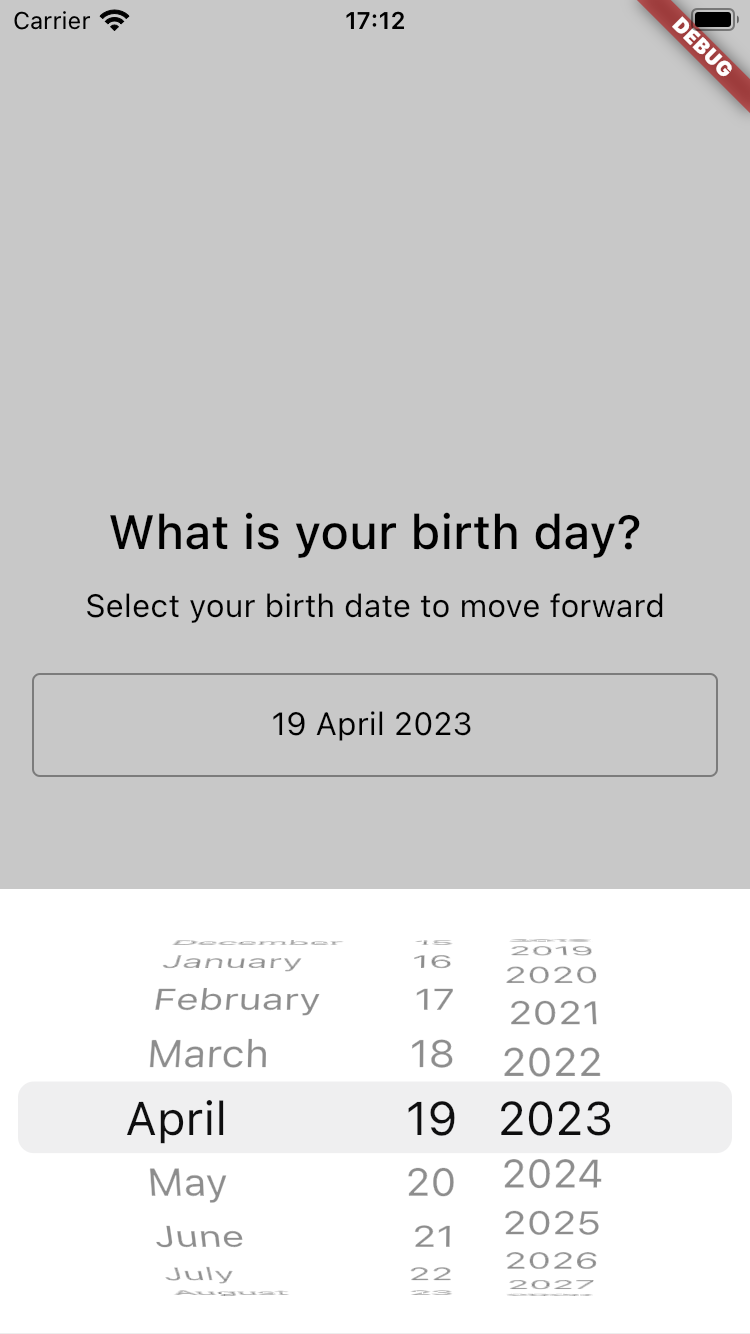 Carrier 17:12
DEBUG
What is your birth day?
Select your birth date to move forward
19 April 2023
December 15
January 16 2019
February 17 2020
March 18 2021
2022
April 19 2023
May 20 2024
June 21 2025
July 22 2026
August 23 2027